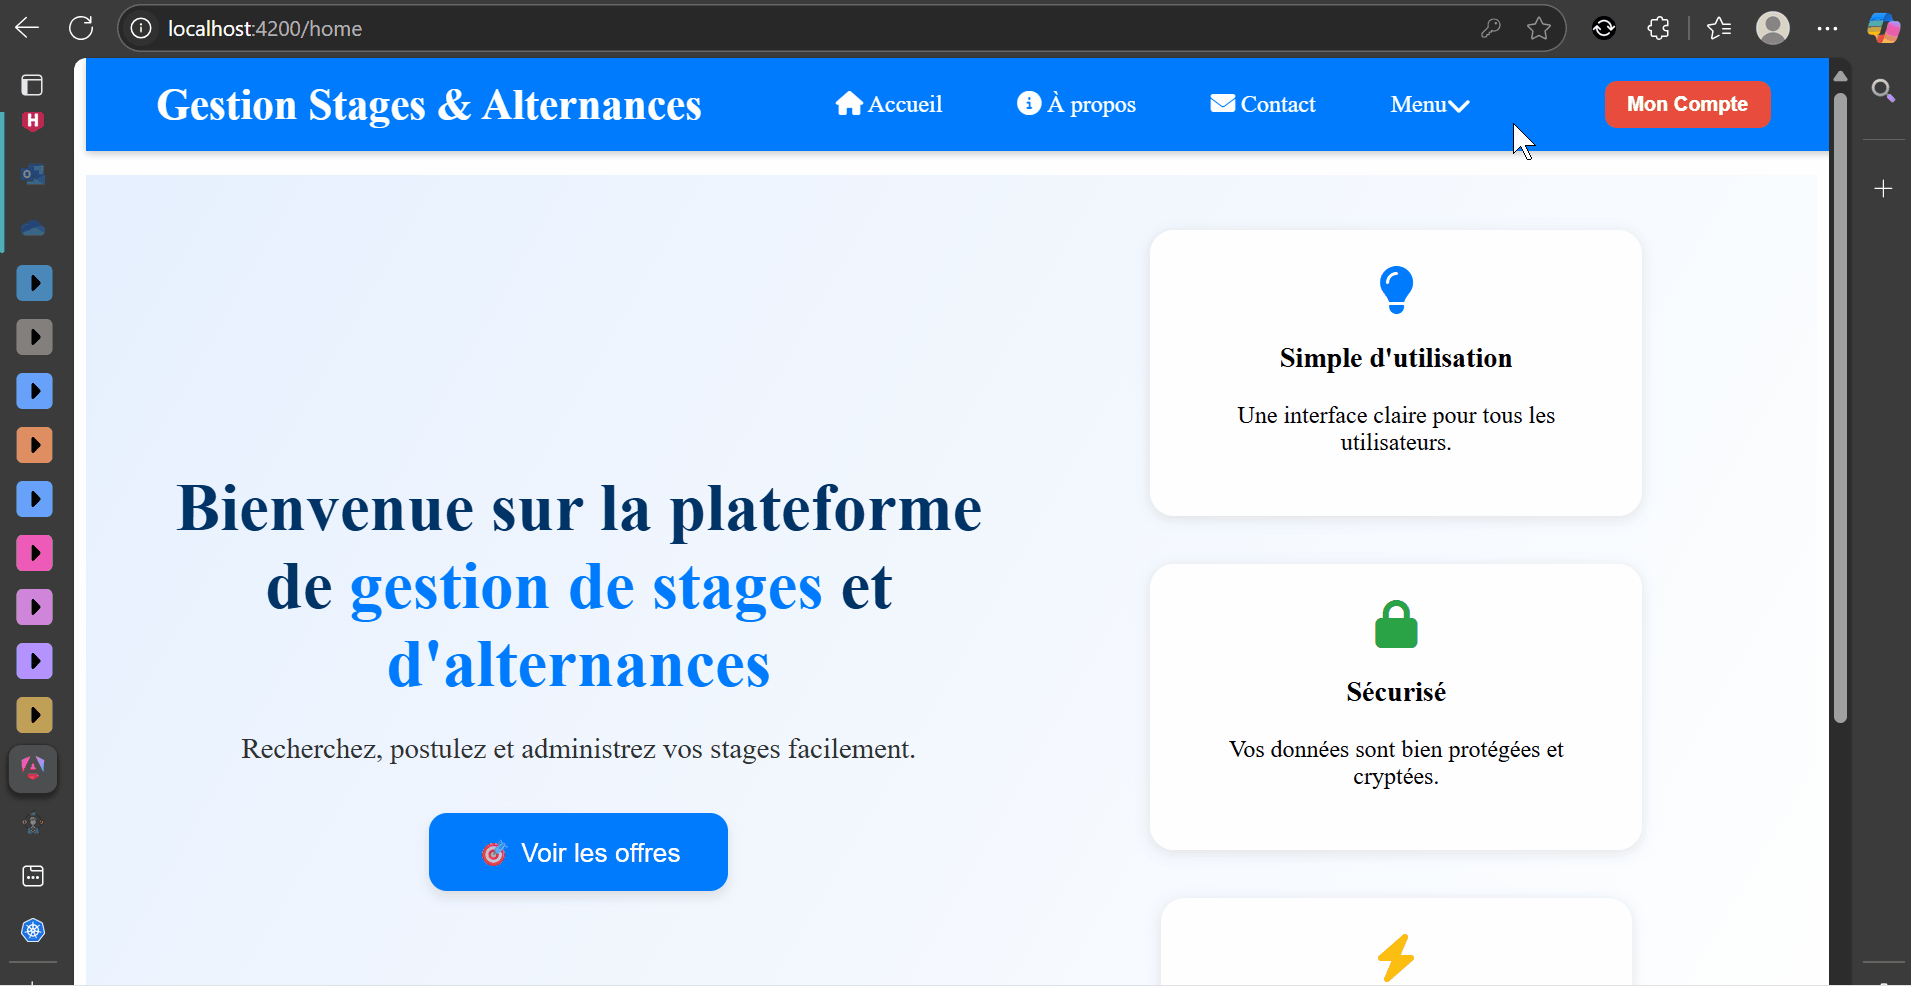 localhost:4200/home
Gestion Stages & Alternances
Accueil
À propos
Contact
Menu
Mon Compte
Bienvenue sur la plateforme
de gestion de stages et
d'alternances
Recherchez, postulez et administrez vos stages facilement.
Voir les offres
Simple d'utilisation
Une interface claire pour tous les
utilisateurs.
Sécurisé
Vos données sont bien protégées et
cryptées.